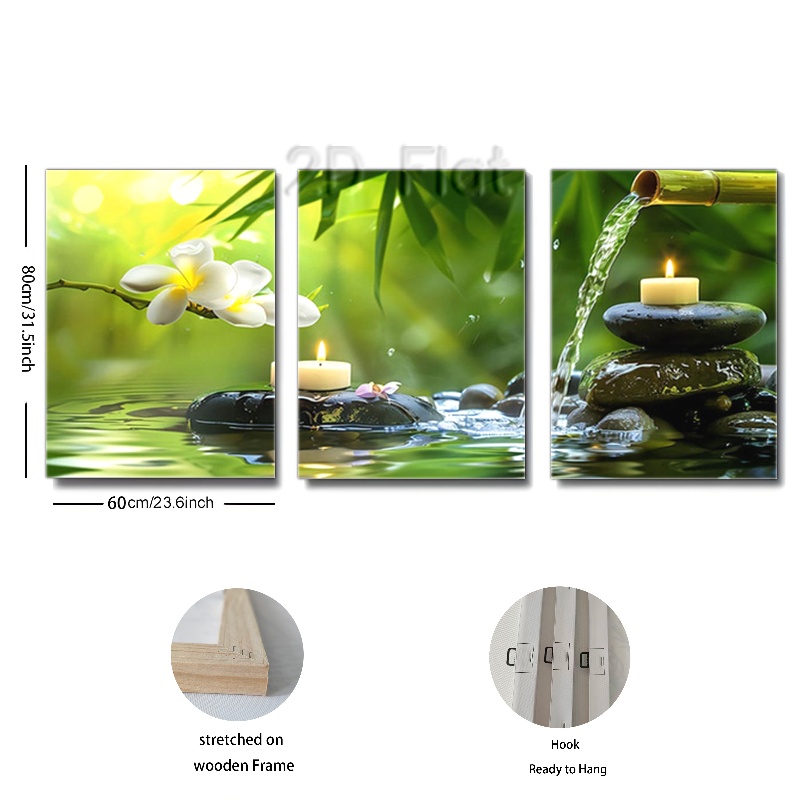 2D Flat
80cm/31.5inch
60cm/23.6inch
stretched on
wooden Frame
Hook
Ready to Hang